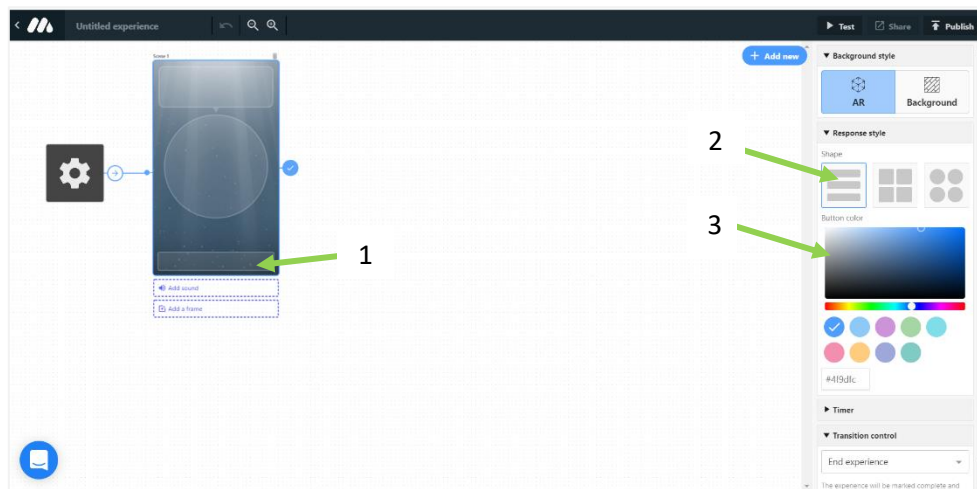 Untitled experience
Test
Share
Publish
Scene 1
+ Add new
Background style
AR
Background
Response style
Shape
Button color
#4f9dfc
Timer
Transition control
End experience
The experience will be marked complete and
Add sound
Add a frame
1
2
3